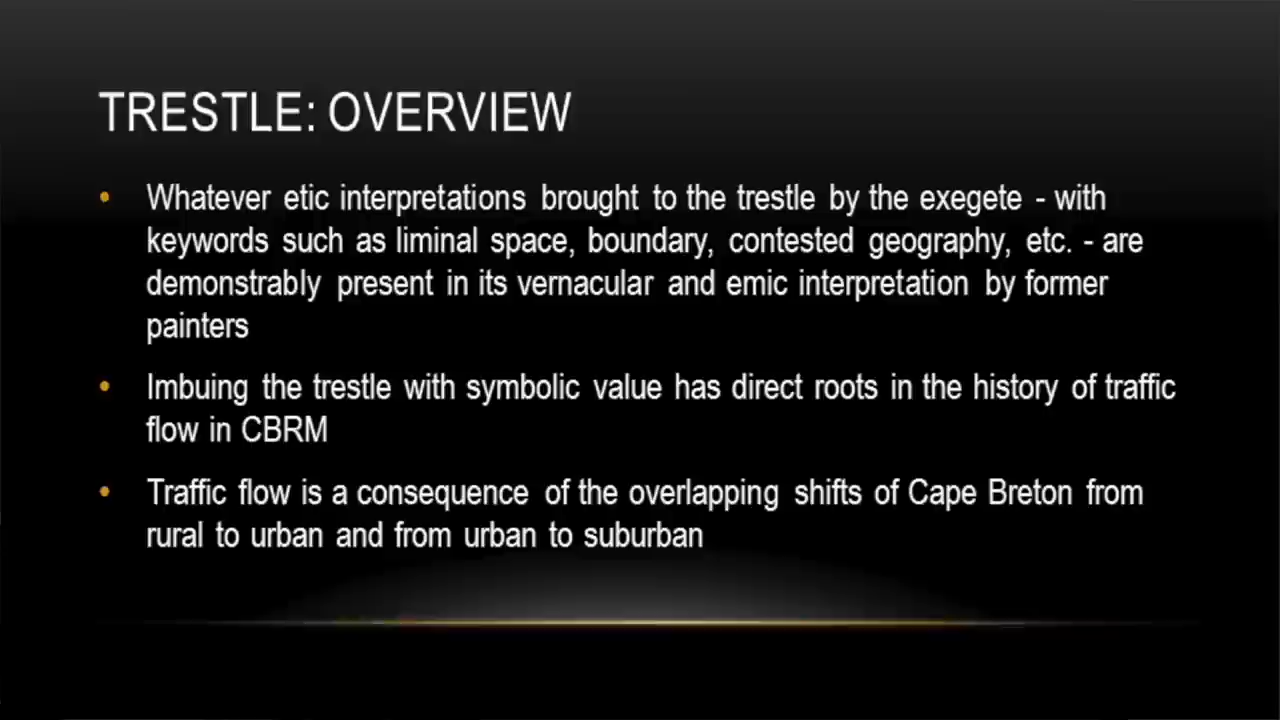 TRESTLE: OVERVIEW
• Whatever etic interpretations brought to the trestle by the exegete - with
keywords such as liminal space, boundary, contested geography, etc. - are
demonstrably present in its vernacular and emic interpretation by former
painters
• Imbuing the trestle with symbolic value has direct roots in the history of traffic
flow in CBRM
• Traffic flow is a consequence of the overlapping shifts of Cape Breton from
rural to urban and from urban to suburban